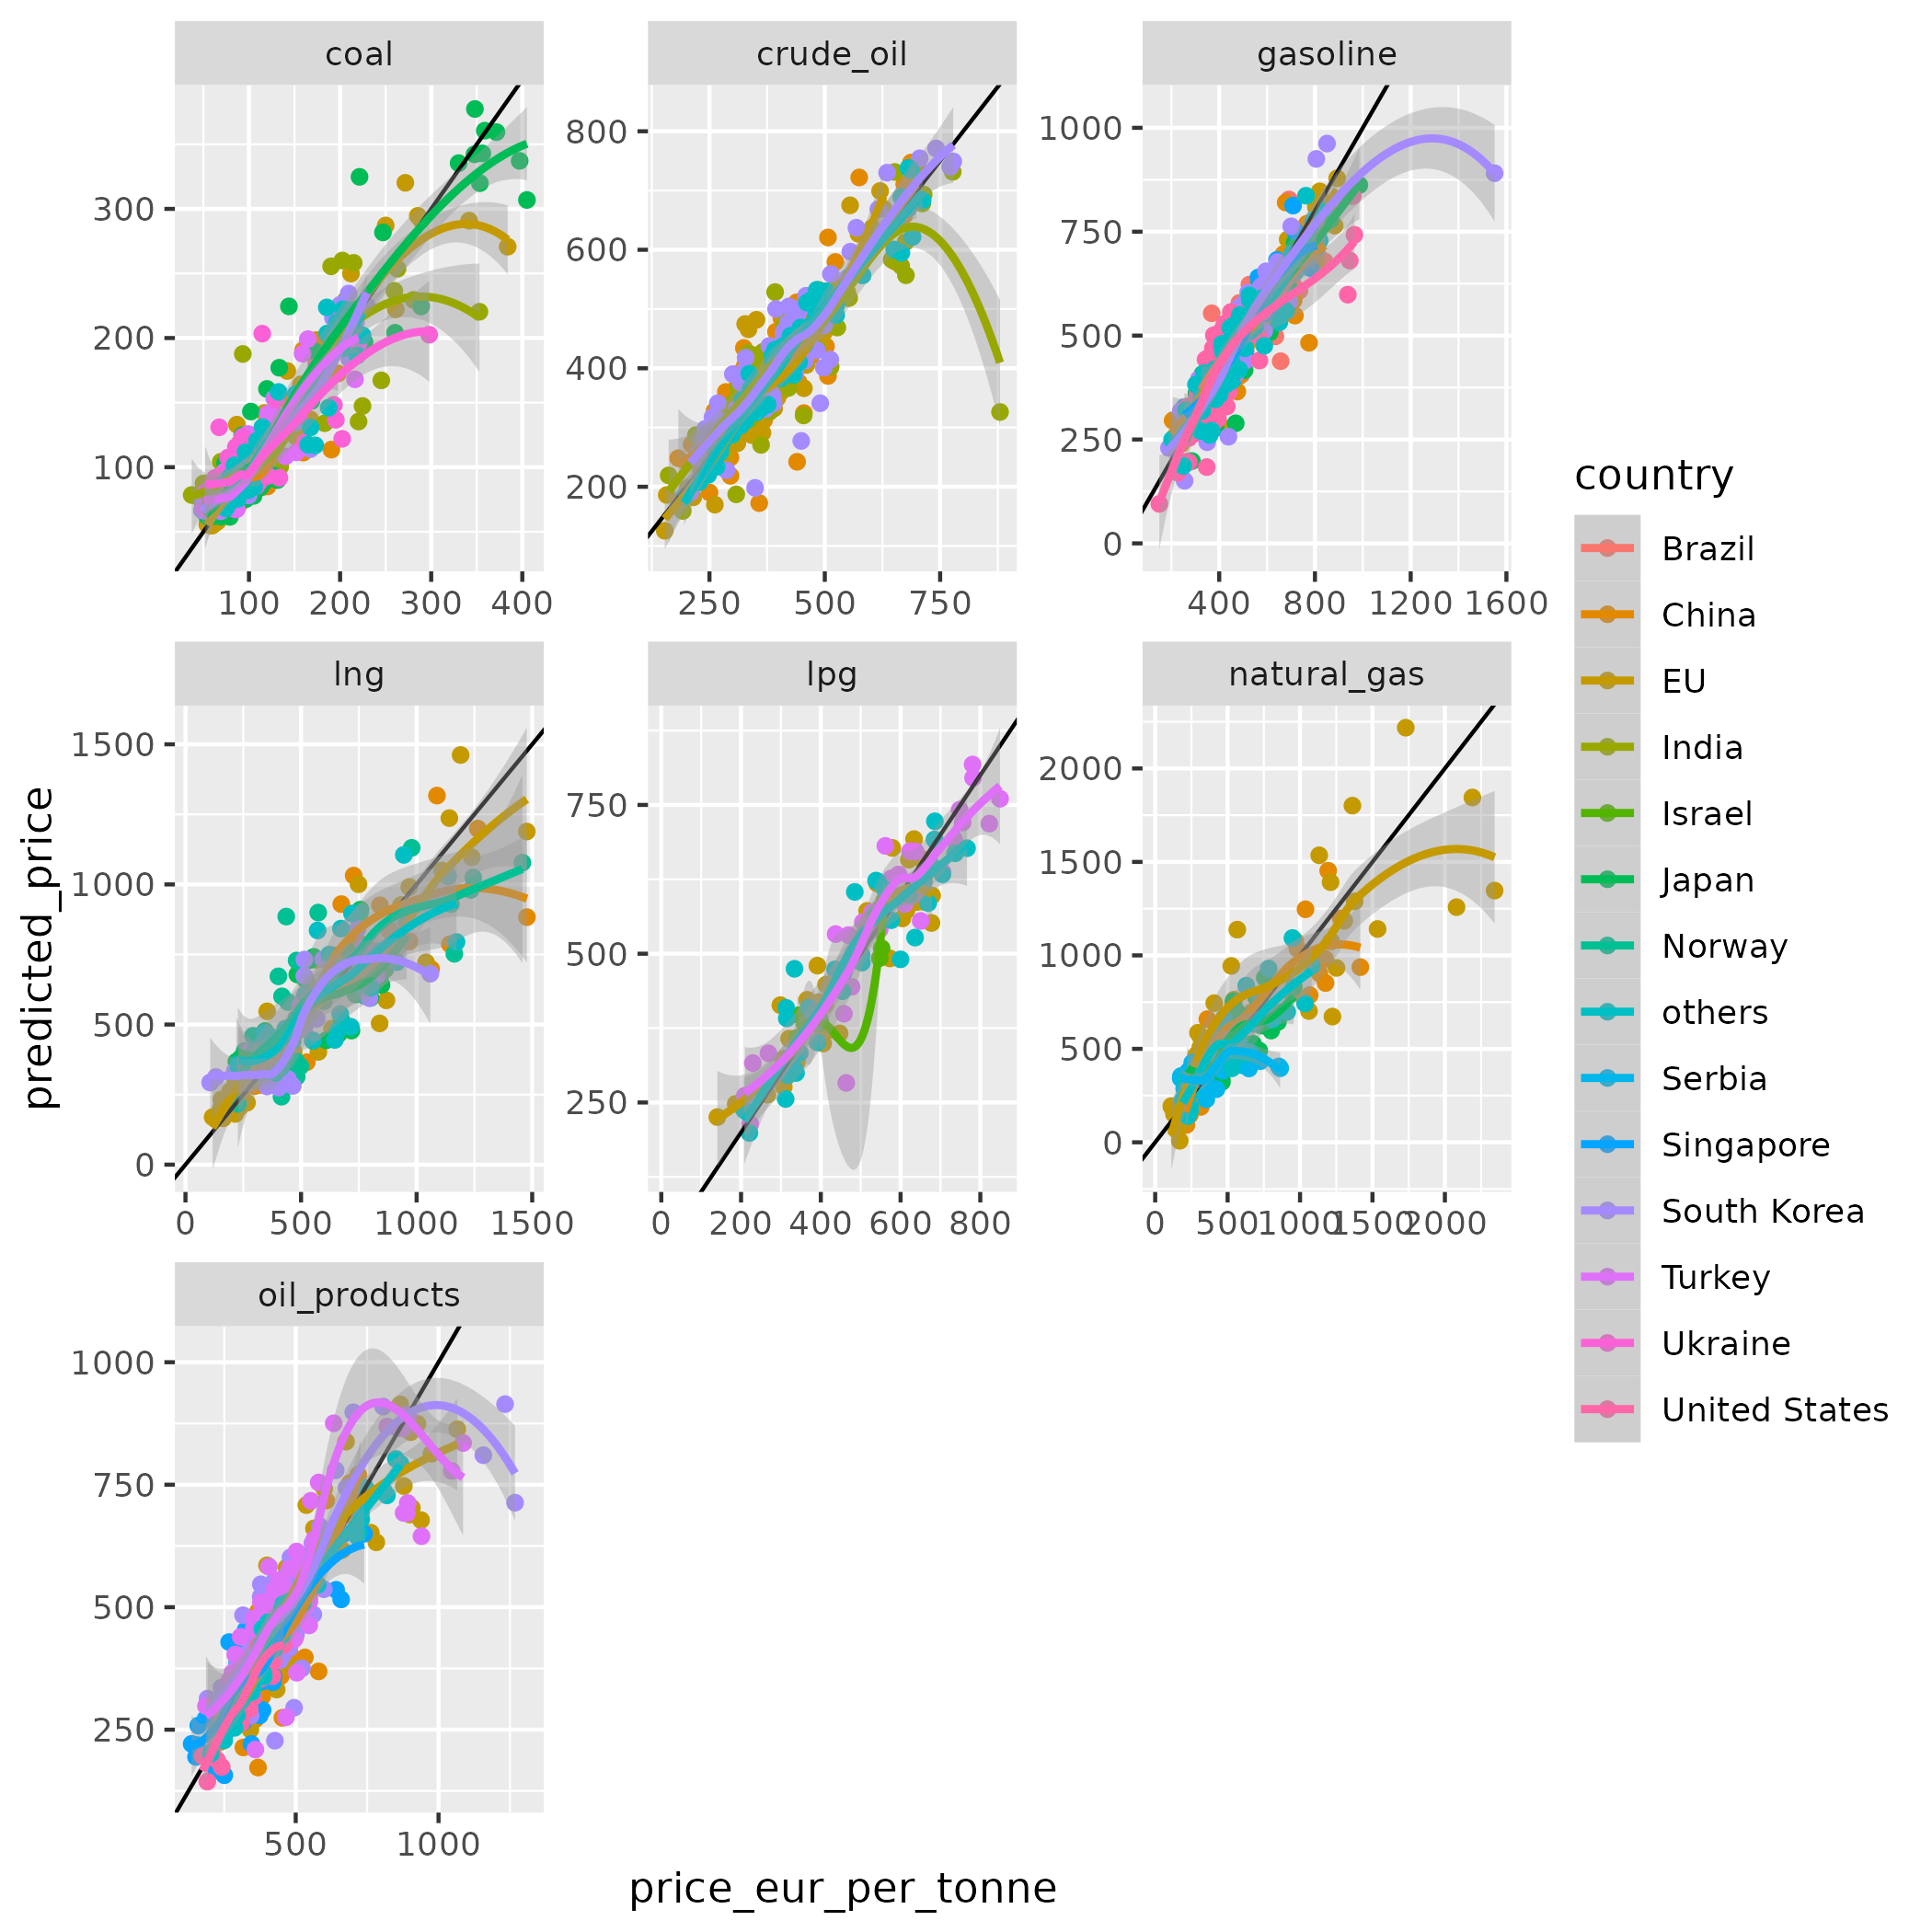 coal
crude_oil
gasoline
300
200
100
800
600
400
200
1000
750
500
250
0
100 200 300 400
250 500 750
400 800 1200 1600
lng
lpg
natural_gas
1500
1000
500
0
750
500
250
2000
1500
1000
500
0
0 500 1000 1500
0 200 400 600 800
0 500 1000 1500 2000
oil_products
1000
750
500
250
500 1000
price_eur_per_tonne
predicted_price
country
Brazil
China
EU
India
Israel
Japan
Norway
others
Serbia
Singapore
South Korea
Turkey
Ukraine
United States